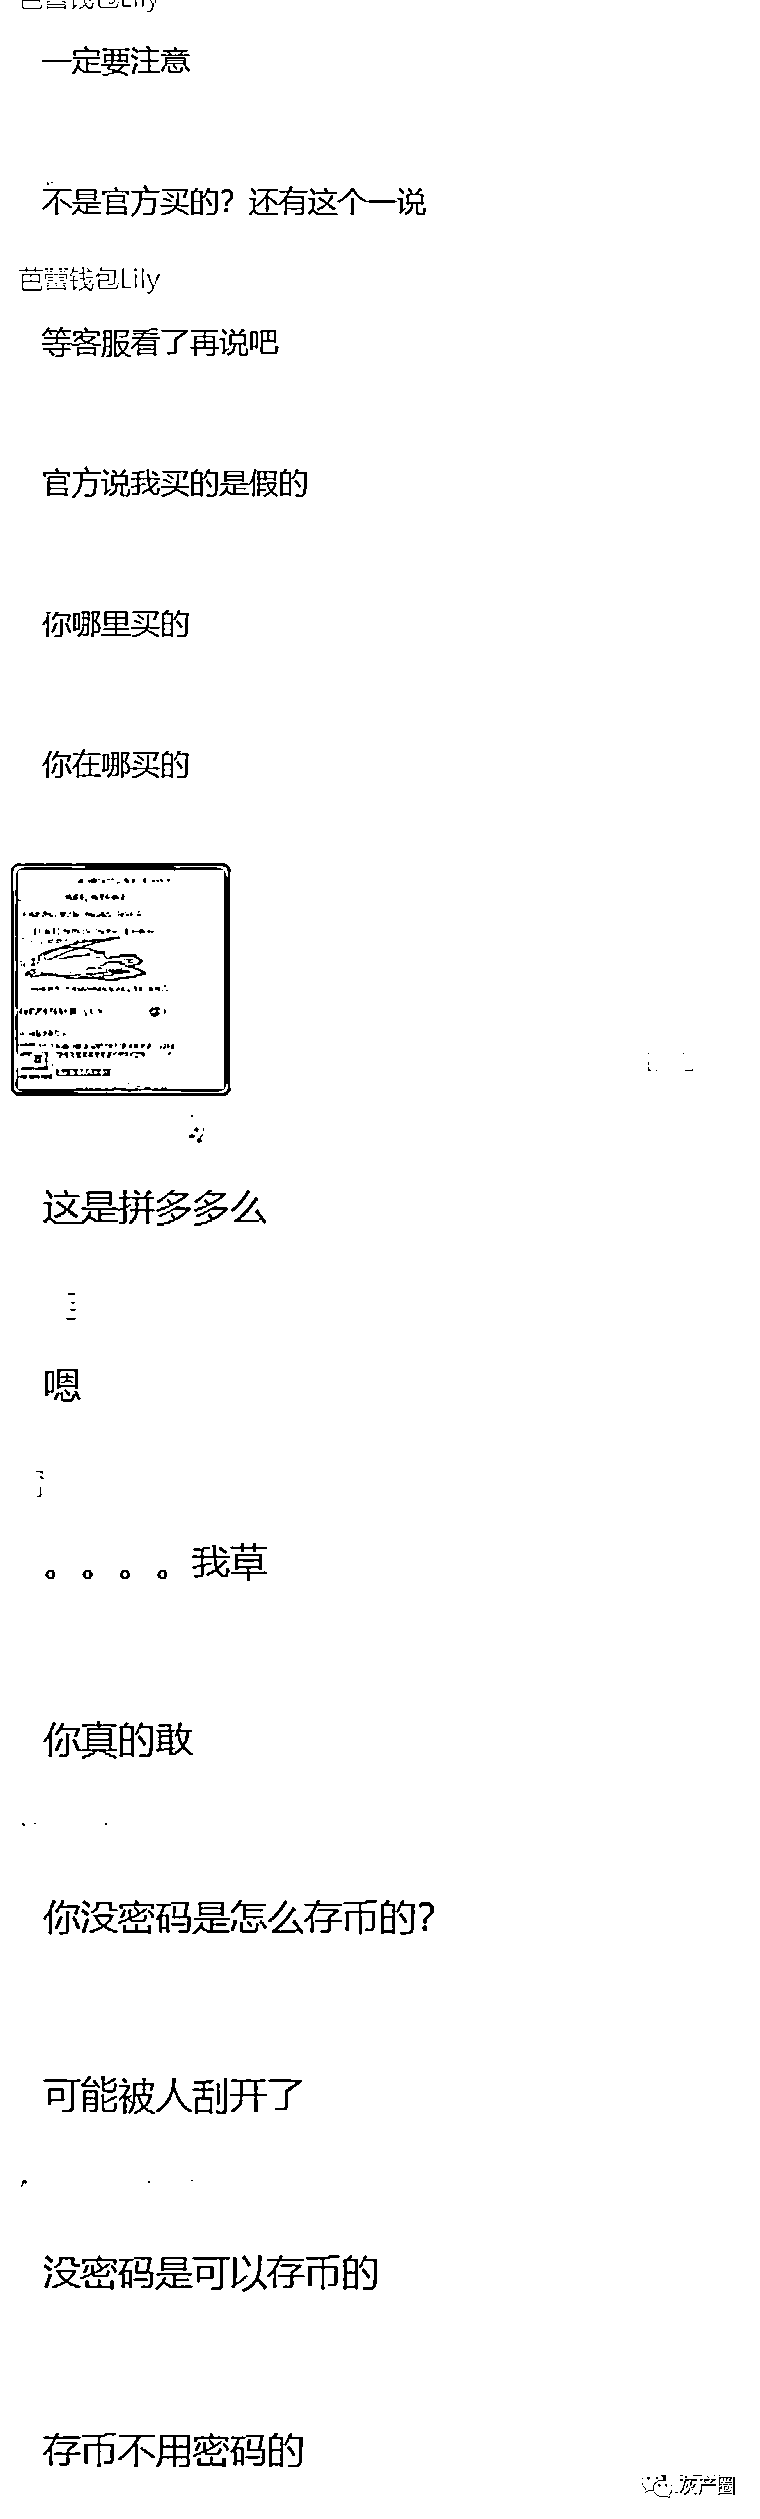 芭蕾钱包Lily
一定要注意
不是官方买的？还有这个一说
芭蕾钱包Lily
等客服看了再说吧
官方说我买的是假的
你哪里买的
你在哪买的
这是拼多多么
嗯
。。。。我草
你真的敢
你没密码是怎么存币的？
可能被人刮开了
没密码是可以存币的
存币不用密码的
灰产圈